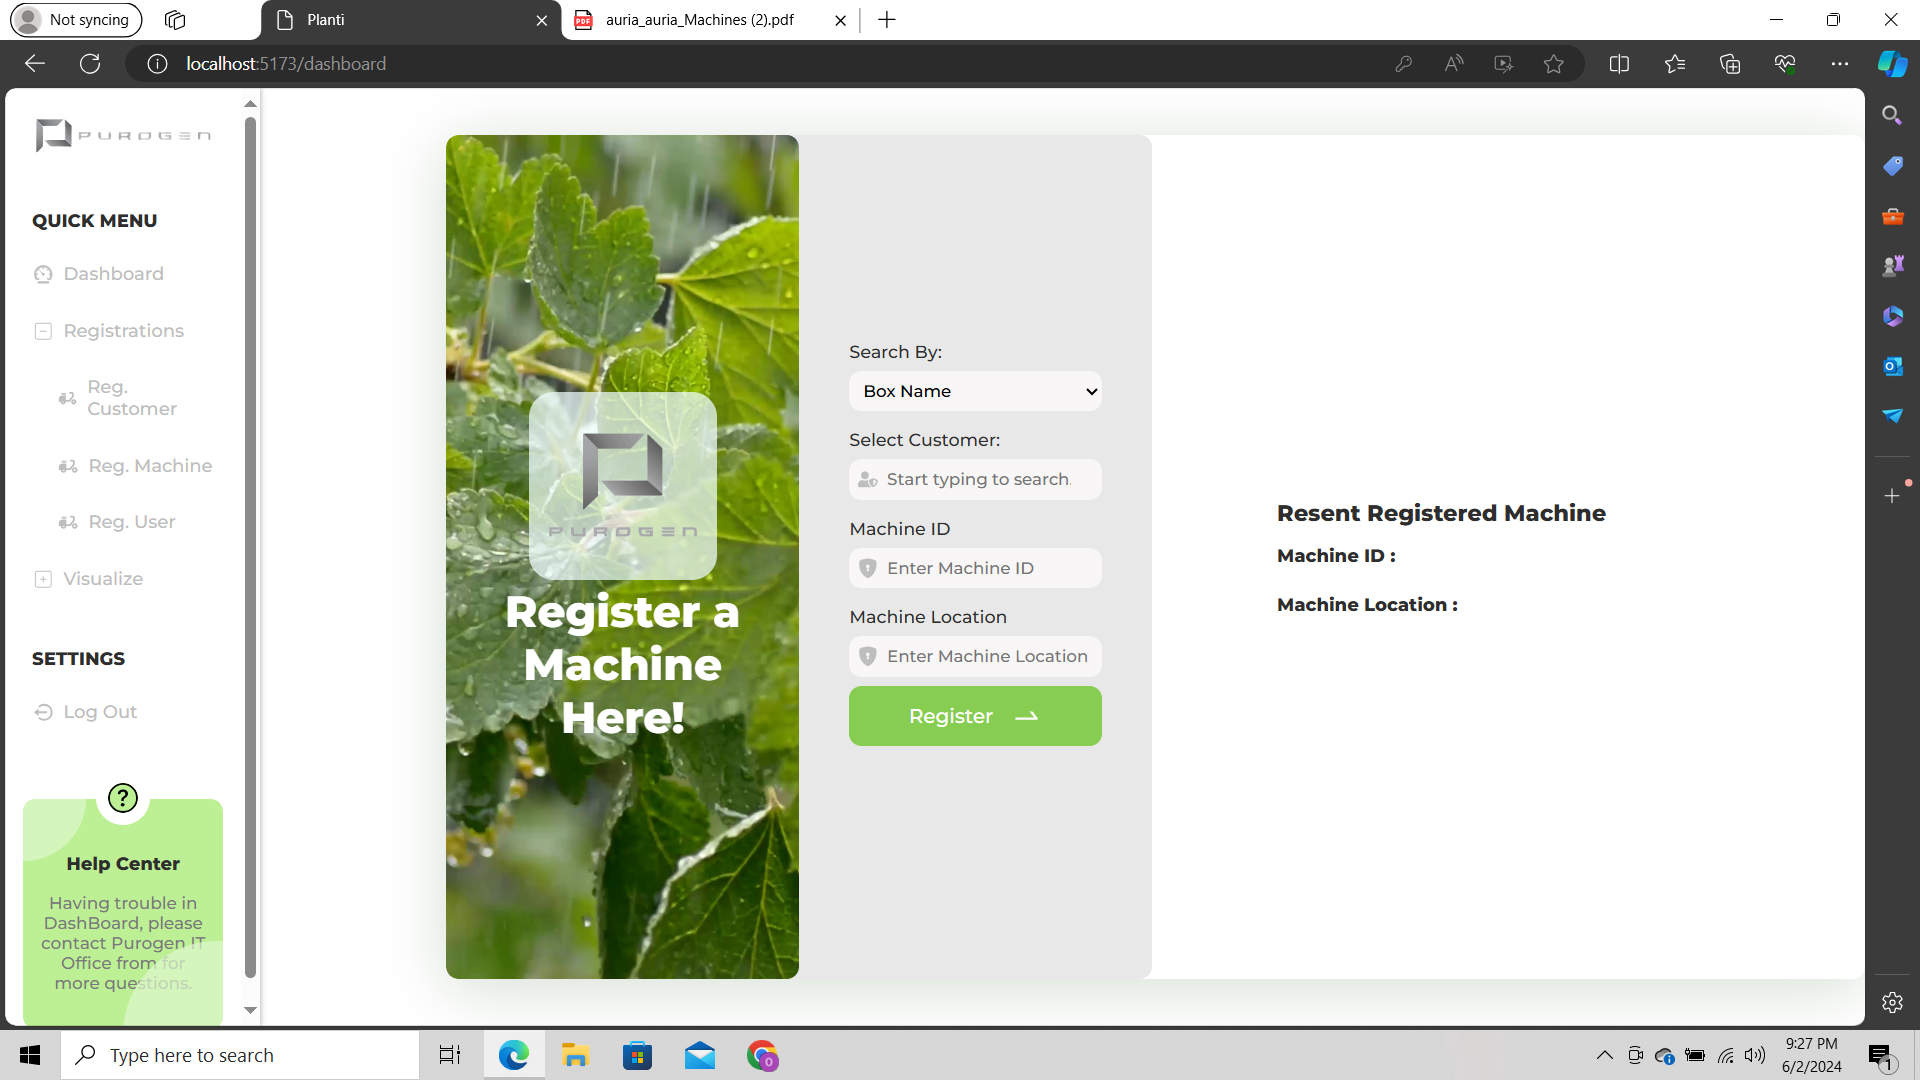 Not syncing
Planti
auria_auria_Machines (2).pdf
localhost:5173/dashboard
PUROGEN
QUICK MENU
Dashboard
Registrations
Reg.
Customer
Reg. Machine
Reg. User
Visualize
SETTINGS
Log Out
?
Help Center
Having trouble in
DashBoard, please
contact Purogen IT
Office from for
more questions.
PUROGEN
Register a
Machine
Here!
Search By:
Box Name
Select Customer:
Start typing to search.
Machine ID
Enter Machine ID
Machine Location
Enter Machine Location
Register
Resent Registered Machine
Machine ID :
Machine Location :
Type here to search
9:27 PM
6/2/2024
1